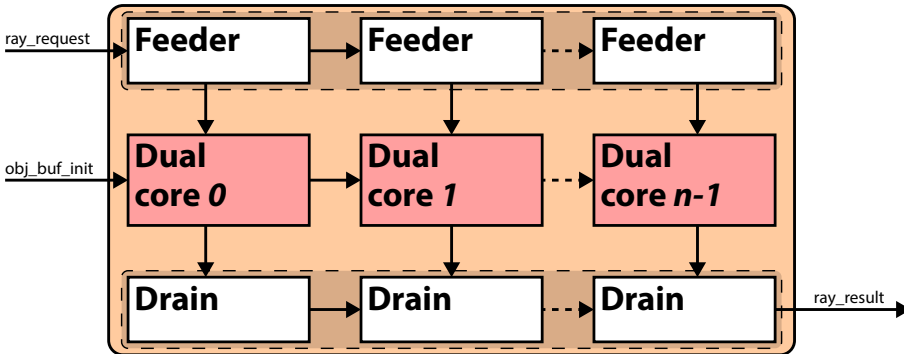 ray_request
Feeder
Feeder
Feeder
obj_buf_init
Dual
core 0
Dual
core 1
Dual
core n-1
Drain
Drain
Drain
ray_result